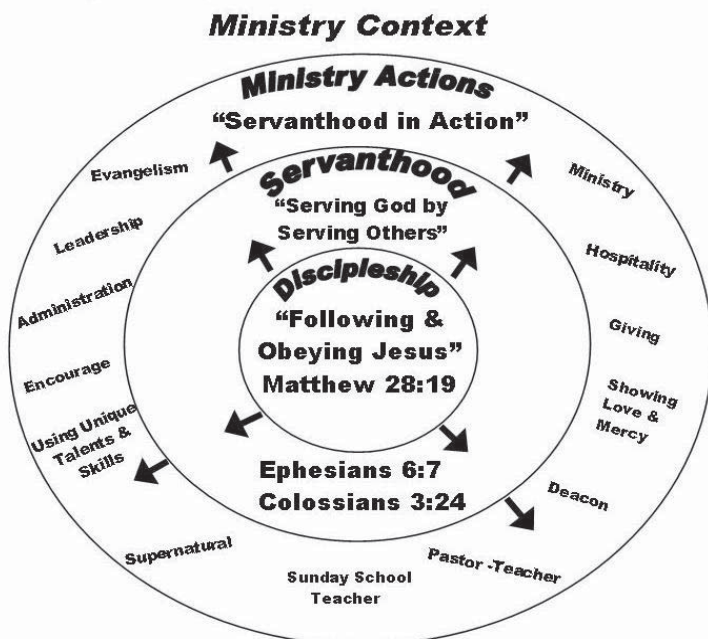 Ministry Context
Ministry Actions
“Servanthood in Action”
Servanthood
“Serving God by
Serving Others”
Discipleship
“Following &
Obeying Jesus”
Matthew 28:19
Ephesians 6:7
Colossians 3:24
Evangelism
Leadership
Administration
Encourage
Using Unique
Talents &
Skills
Supernatural
Sunday School
Teacher
Pastor -Teacher
Deacon
Showing
Love &
Mercy
Giving
Hospitality
Ministry